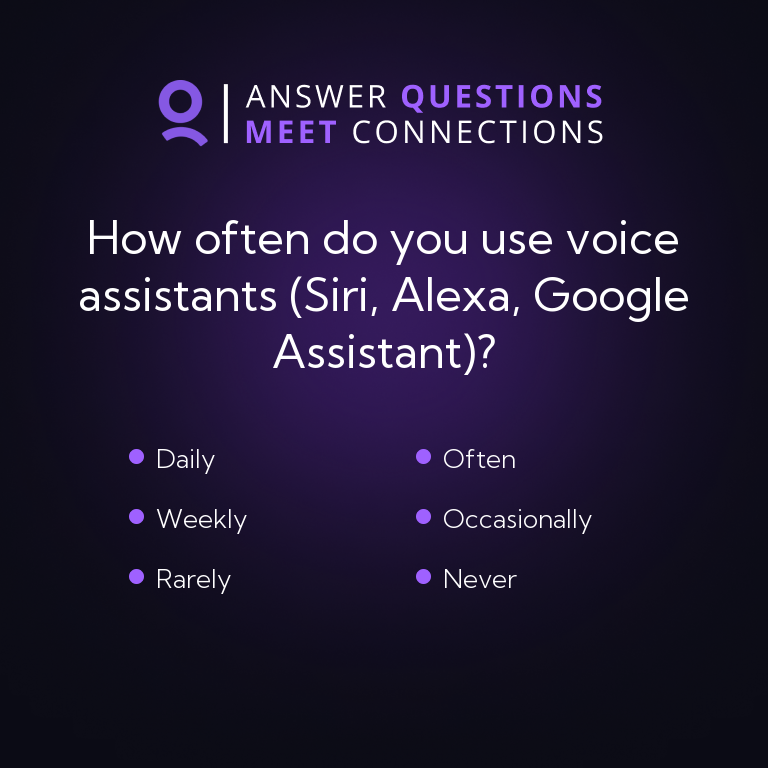 ANSWER QUESTIONS
MEET CONNECTIONS
How often do you use voice
assistants (Siri, Alexa, Google
Assistant)?
Daily
Often
Weekly
Occasionally
Rarely
Never